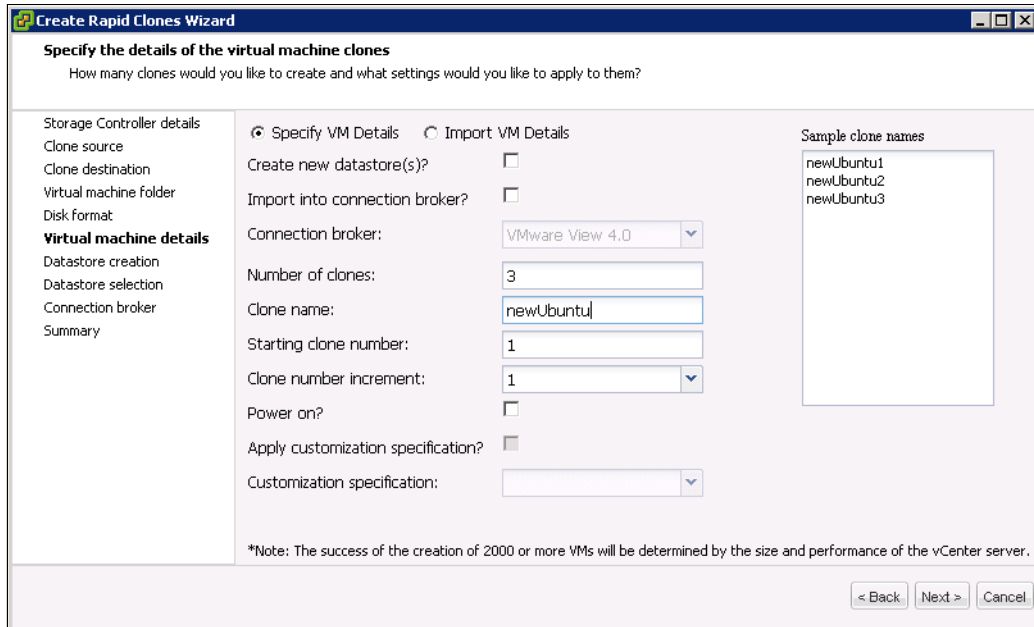 Create Rapid Clones Wizard
Specify the details of the virtual machine clones
How many clones would you like to create and what settings would you like to apply to them?
Storage Controller details
Clone source
Clone destination
Virtual machine folder
Disk format
Virtual machine details
Datastore creation
Datastore selection
Connection broker
Summary
Specify VM Details Import VM Details
Create new datastore(s)?
Import into connection broker?
Connection broker: VMware View 4.0
Number of clones: 3
Clone name: newUbuntu
Starting clone number: 1
Clone number increment: 1
Power on?
Apply customization specification?
Customization specification:
Sample clone names
newUbuntu1
newUbuntu2
newUbuntu3
*Note: The success of the creation of 2000 or more VMs will be determined by the size and performance of the vCenter server.
< Back Next > Cancel